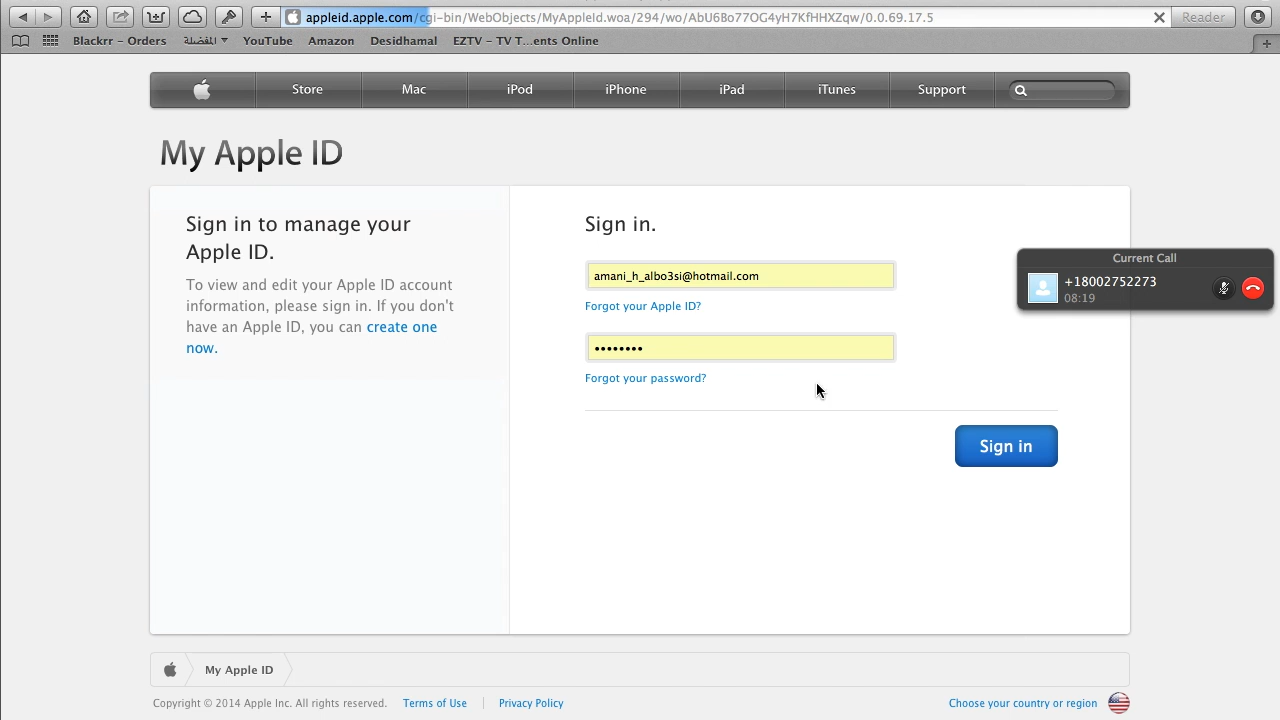 appleid.apple.com/cgi-bin/WebObjects/MyAppleId.woa/294/wo/AbU6Bo77OG4yH7KfHHXZqw/0.0.69.17.5
Reader
Blackrr – Orders
المفضلة
YouTube
Amazon
Desidhamal
EZTV – TV T...ents Online
Store
Mac
iPod
iPhone
iPad
iTunes
Support
My Apple ID
Sign in to manage your
Apple ID.
To view and edit your Apple ID account
information, please sign in. If you don't
have an Apple ID, you can create one
now.
Sign in.
amani_h_albo3si@hotmail.com
Forgot your Apple ID?
••••••••
Forgot your password?
Sign in
Current Call
+18002752273
08:19
My Apple ID
Copyright © 2014 Apple Inc. All rights reserved.
Terms of Use
Privacy Policy
Choose your country or region